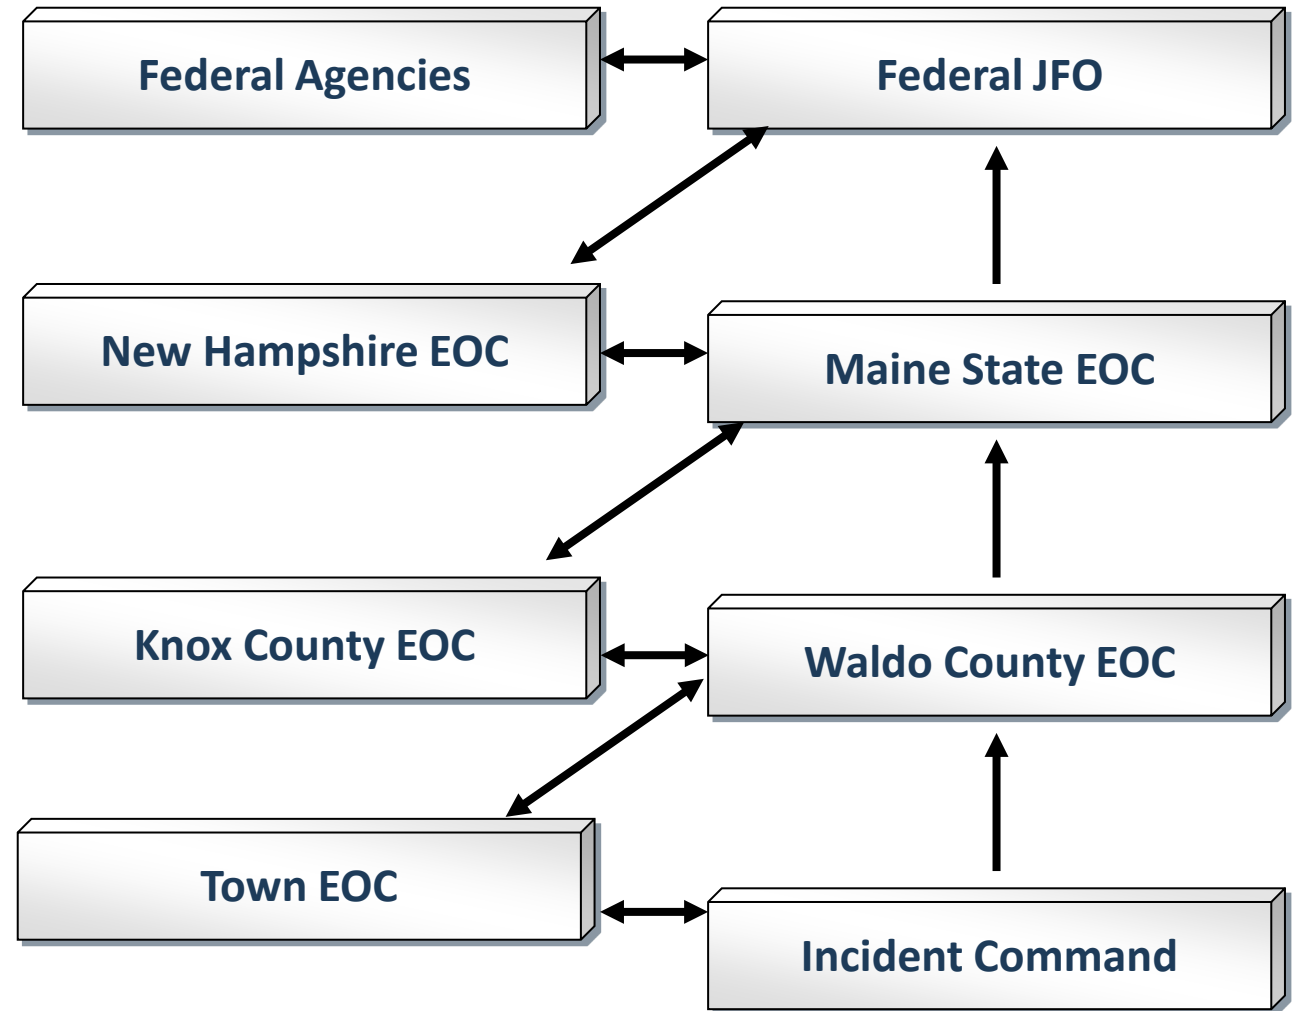 Federal Agencies
Federal JFO
New Hampshire EOC
Maine State EOC
Knox County EOC
Waldo County EOC
Town EOC
Incident Command